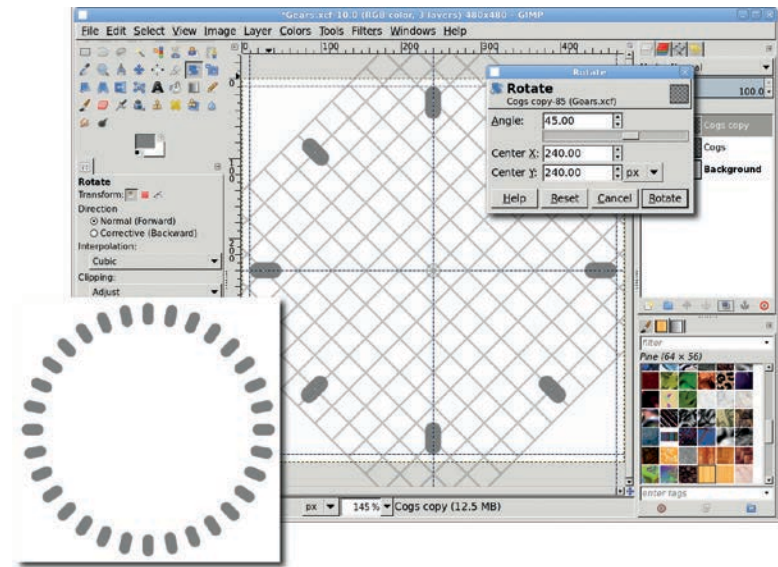 *Gears.xcf-10.0 (RGB color, 3 layers) 480x480 – GIMP
File Edit Select View Image Layer Colors Tools Filters Windows Help
0 100 200 300 400
0
100
200
Rotate
Transform:
Direction
Normal (Forward)
Corrective (Backward)
Interpolation:
Cubic
Clipping:
Adjust
Rotate
Rotate
Cogs copy-85 (Gears.xcf)
Angle: 45.00
Center X: 240.00
Center Y: 240.00 px
Help Reset Cancel Rotate
100.0
Cogs copy
Cogs
Background
filter
Pine (64 × 56)
enter tags
px 145 % Cogs copy (12.5 MB)